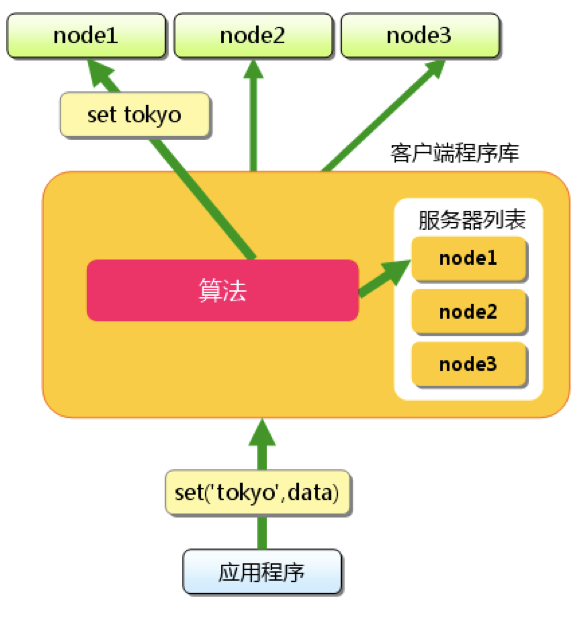 node1
node2
node3
set tokyo
客户端程序库
服务器列表
node1
算法
node2
node3
set('tokyo',data)
应用程序